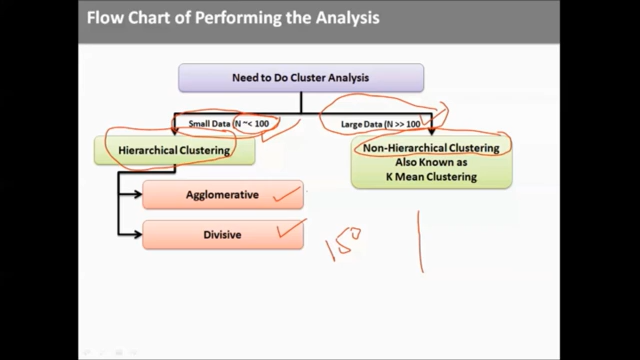 Flow Chart of Performing the Analysis
Need to Do Cluster Analysis
Small Data (N ~< 100)
Large Data (N >> 100)
Hierarchical Clustering
Non-Hierarchical Clustering
Also Known as
K Mean Clustering
Agglomerative
Divisive
150